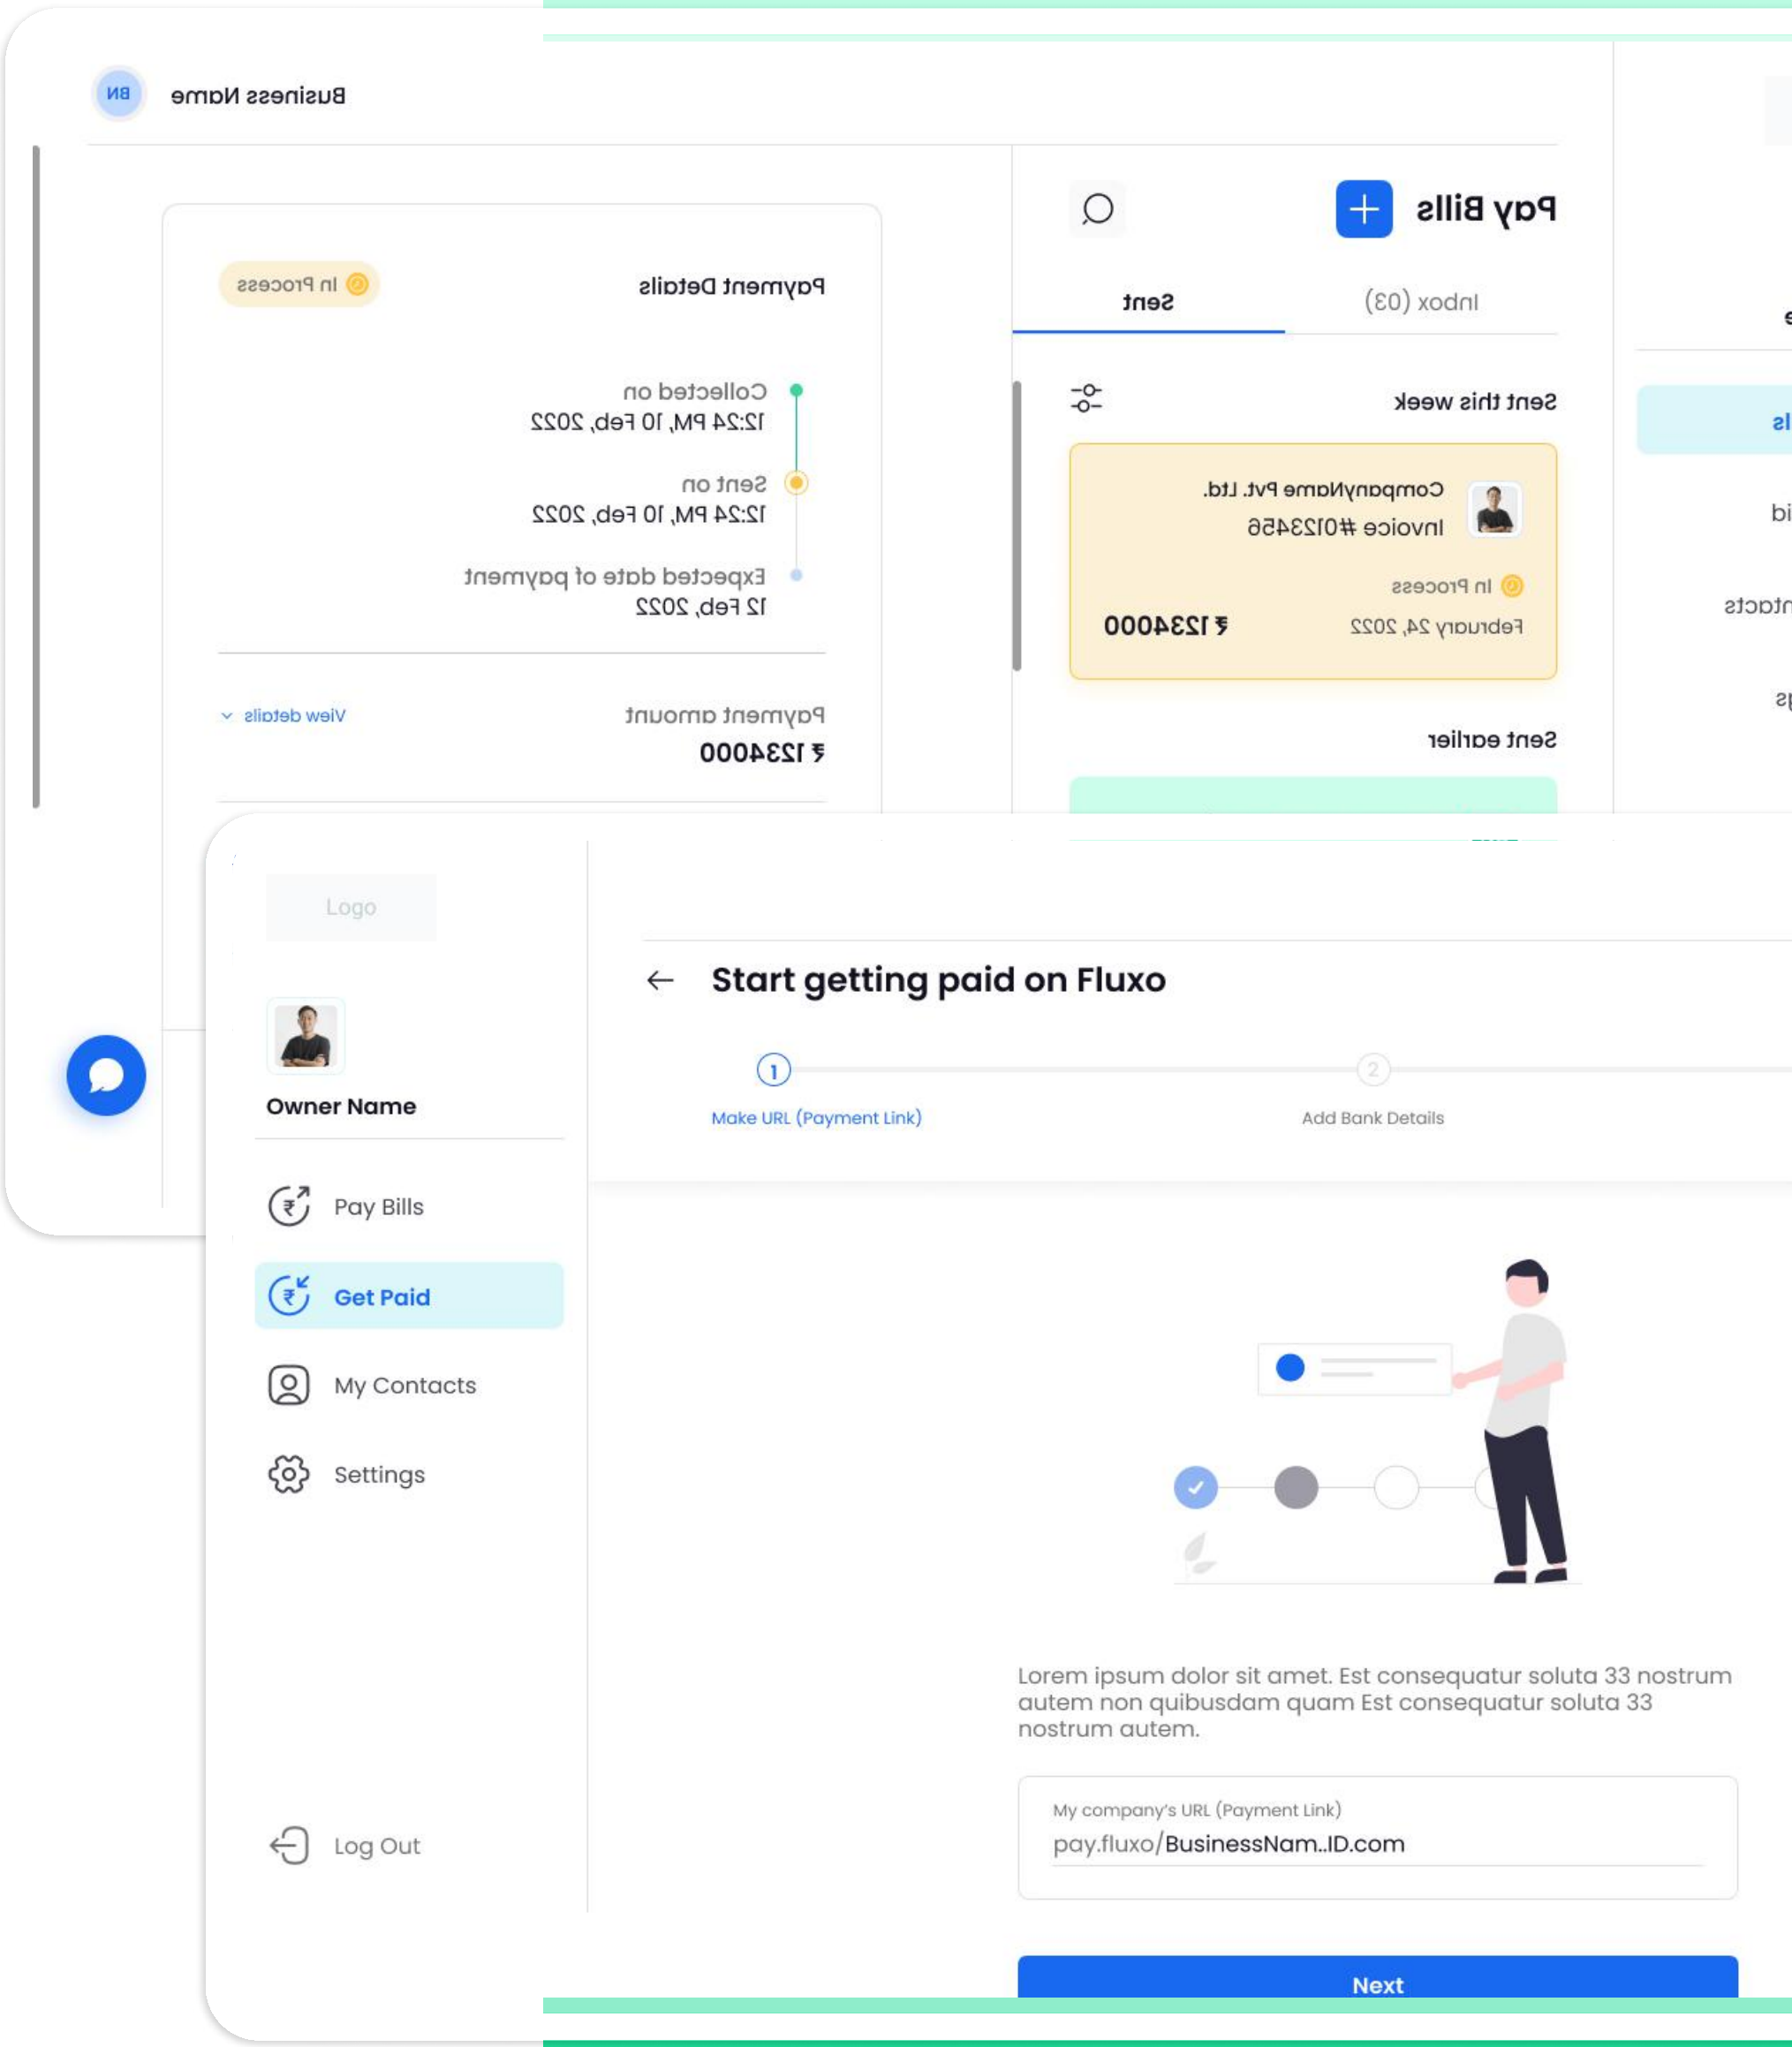 BN
Business Name
Pay Bills
Inbox (03)
Sent
Sent this week
CompanyName Pvt. Ltd.
Invoice #0123456
In Process
February 24, 2022
₹ 1234000
Sent earlier
Payment Details
In Process
Collected on
12:24 PM, 10 Feb, 2022
Sent on
12:24 PM, 10 Feb, 2022
Expected date of payment
12 Feb, 2022
Payment amount
View details
₹ 1234000
Logo
Owner Name
Pay Bills
Get Paid
My Contacts
Settings
Log Out
Start getting paid on Fluxo
1
2
Make URL (Payment Link)
Add Bank Details
Lorem ipsum dolor sit amet. Est consequatur soluta 33 nostrum
autem non quibusdam quam Est consequatur soluta 33
nostrum autem.
My company's URL (Payment Link)
pay.fluxo/BusinessNam..ID.com
Next